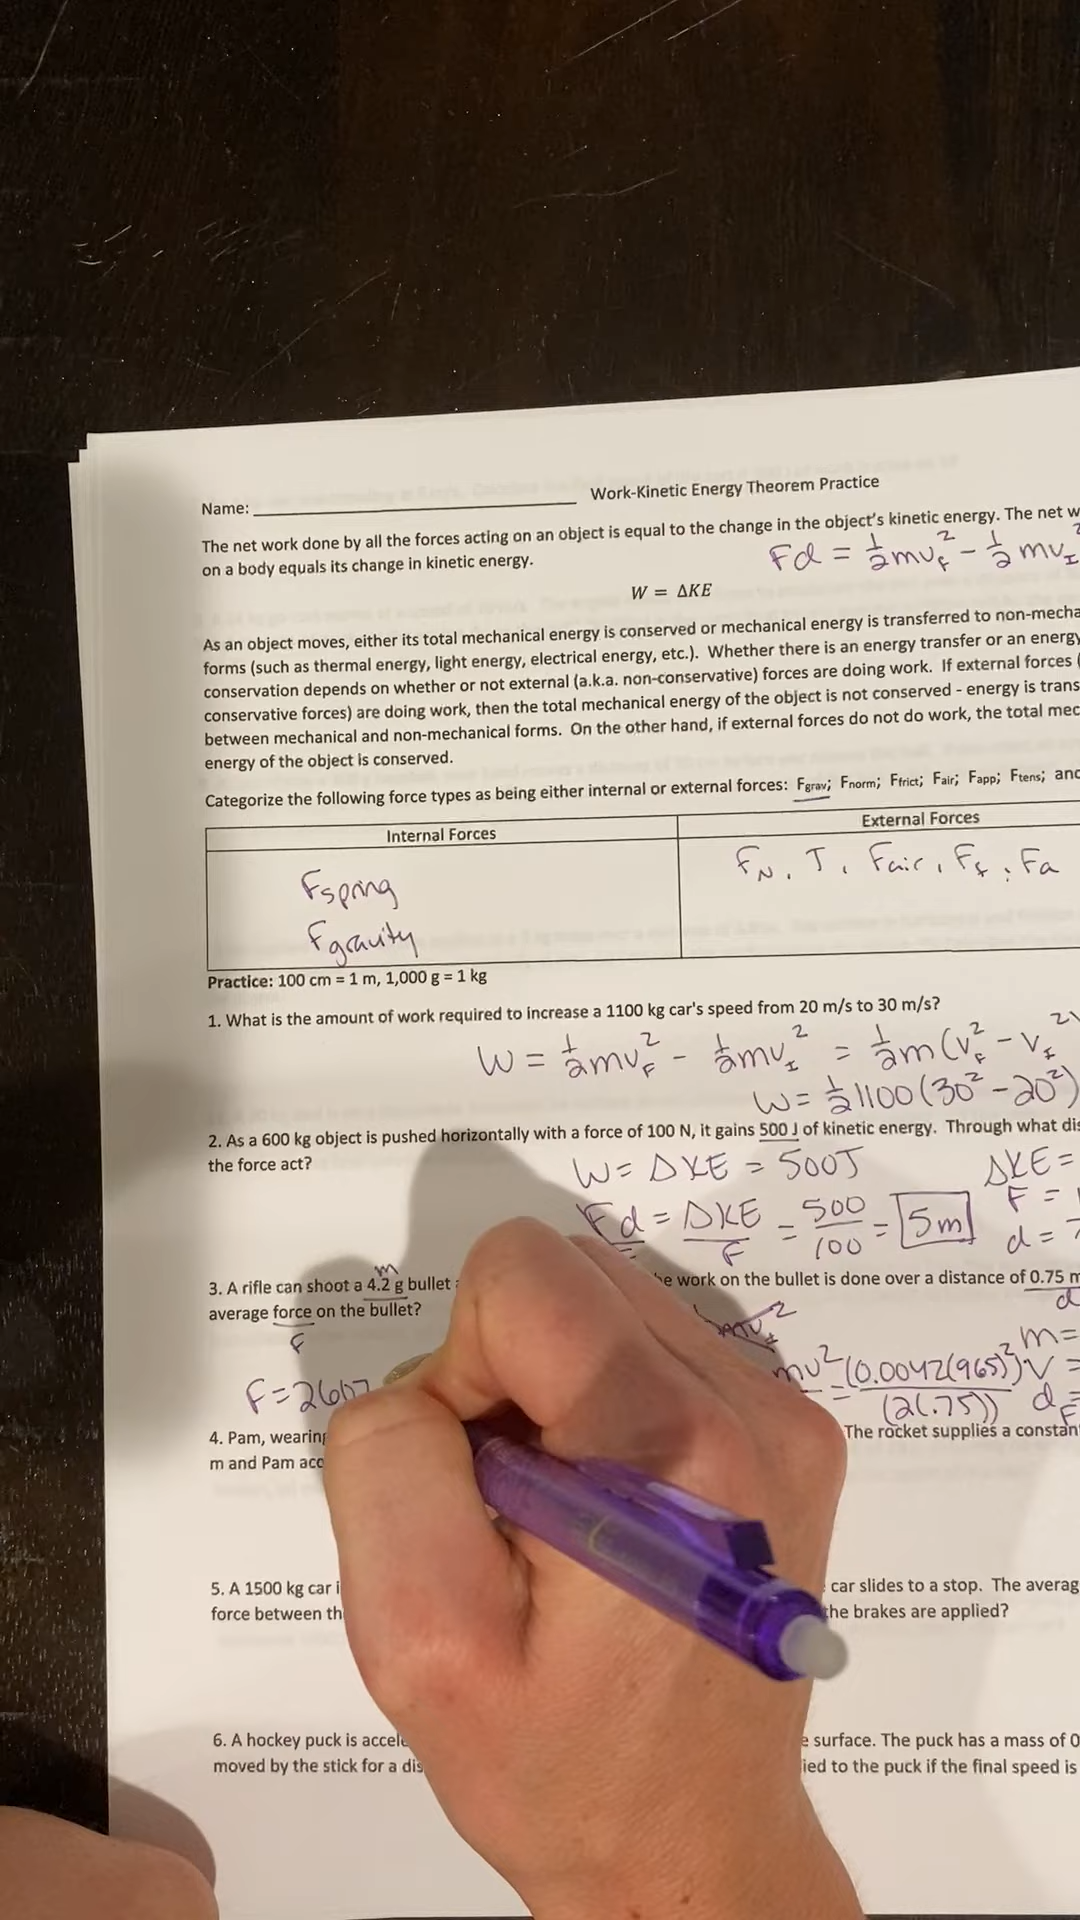 Name: Work-Kinetic Energy Theorem Practice
The net work done by all the forces acting on an object is equal to the change in the object's kinetic energy. The net w
on a body equals its change in kinetic energy.
Fd = ½mv_F² - ½mv_I²
W = ΔKE
As an object moves, either its total mechanical energy is conserved or mechanical energy is transferred to non-mecha
forms (such as thermal energy, light energy, electrical energy, etc.). Whether there is an energy transfer or an energy
conservation depends on whether or not external (a.k.a. non-conservative) forces are doing work. If external forces (
conservative forces) are doing work, then the total mechanical energy of the object is not conserved - energy is trans
between mechanical and non-mechanical forms. On the other hand, if external forces do not do work, the total mec
energy of the object is conserved.
Categorize the following force types as being either internal or external forces: Fgrav; Fnorm; Ffrict; Fair; Fapp; Ftens; and
Internal Forces External Forces
Fspring F_N, T, Fair, F_f, Fa
Fgravity
Practice: 100 cm = 1 m, 1,000 g = 1 kg
1. What is the amount of work required to increase a 1100 kg car's speed from 20 m/s to 30 m/s?
W = ½mv_F² - ½mv_I² = ½m(v_F² - v_I²)
W = ½1100(30² - 20²)
2. As a 600 kg object is pushed horizontally with a force of 100 N, it gains 500 J of kinetic energy. Through what dis
the force act?
W = ΔKE = 500J ΔKE =
Fd = ΔKE/F = 500/100 = 5m F =
d = ?
3. A rifle can shoot a 4.2 g bullet he work on the bullet is done over a distance of 0.75 m
m
average force on the bullet?
F d
mv_I² m =
mv² = (0.0042(965)²)/(2(.75)) v =
F = 2607 d =
F
4. Pam, wearing The rocket supplies a constant
m and Pam acc
5. A 1500 kg car i car slides to a stop. The averag
force between th the brakes are applied?
6. A hockey puck is accele e surface. The puck has a mass of 0
moved by the stick for a dis ied to the puck if the final speed is